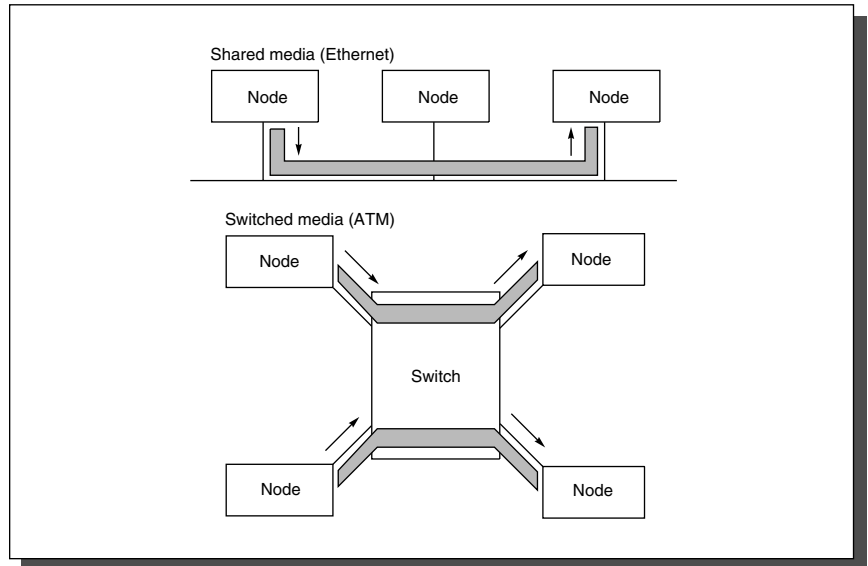 Shared media (Ethernet)
Node
Node
Node
Switched media (ATM)
Node
Node
Switch
Node
Node